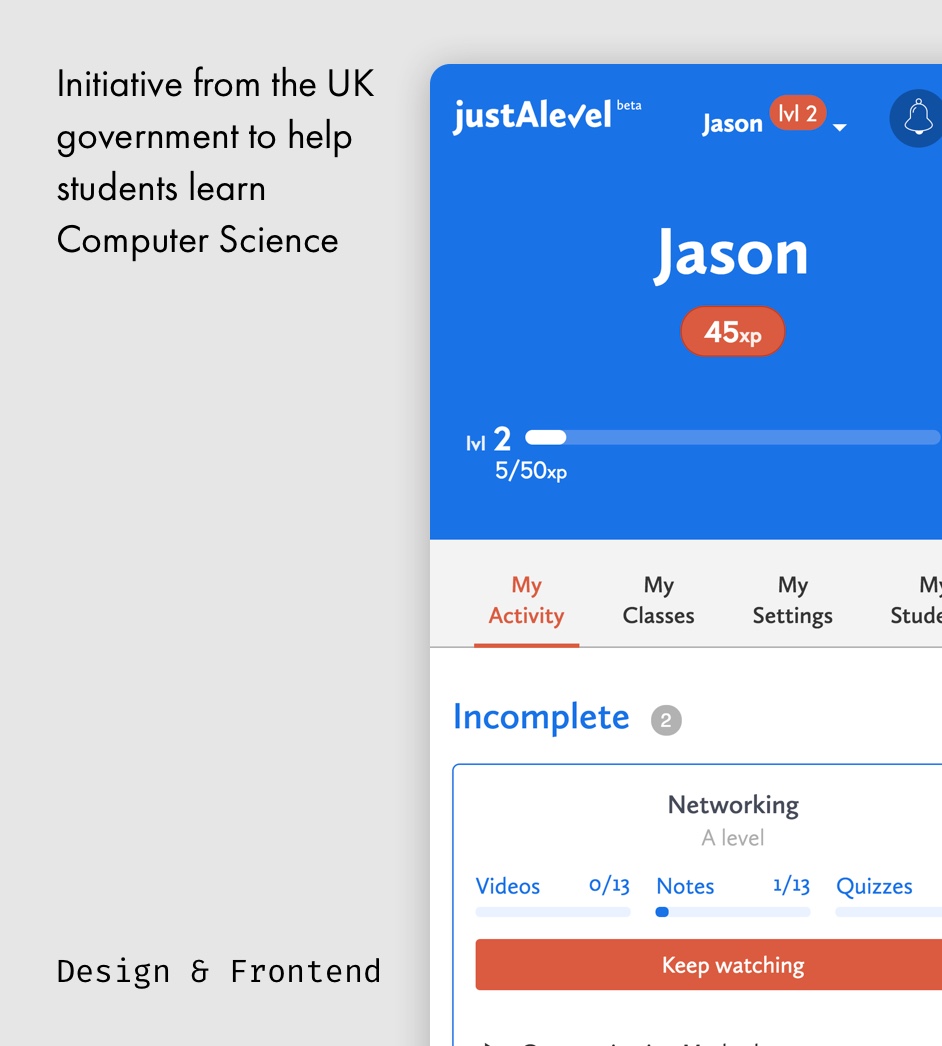 Initiative from the UK
government to help
students learn
Computer Science
Design & Frontend
justAlevel beta
Jason lvl 2
Jason
45xp
lvl 2
5/50xp
My Activity
My Classes
My Settings
Incomplete 2
Networking
A level
Videos 0/13 Notes 1/13 Quizzes
Keep watching